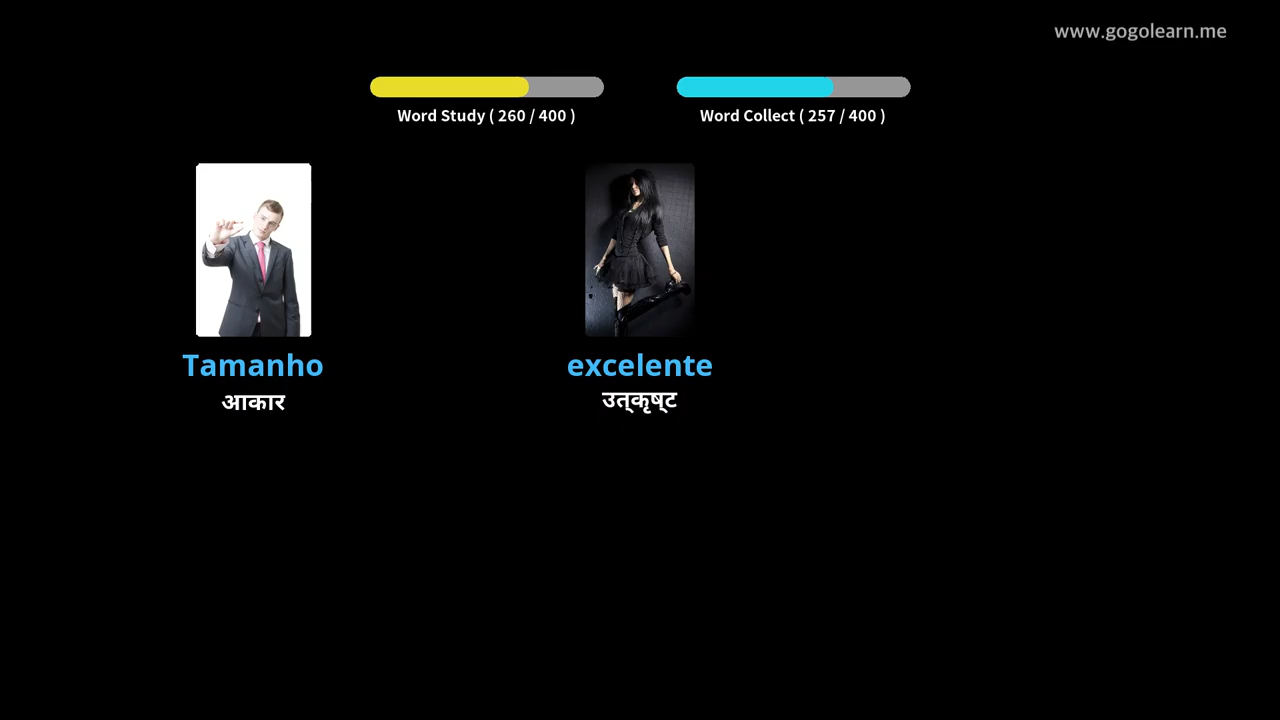 www.gogolearn.me
Word Study ( 260 / 400 )
Word Collect ( 257 / 400 )
Tamanho
आकार
excelente
उत्कृष्ट